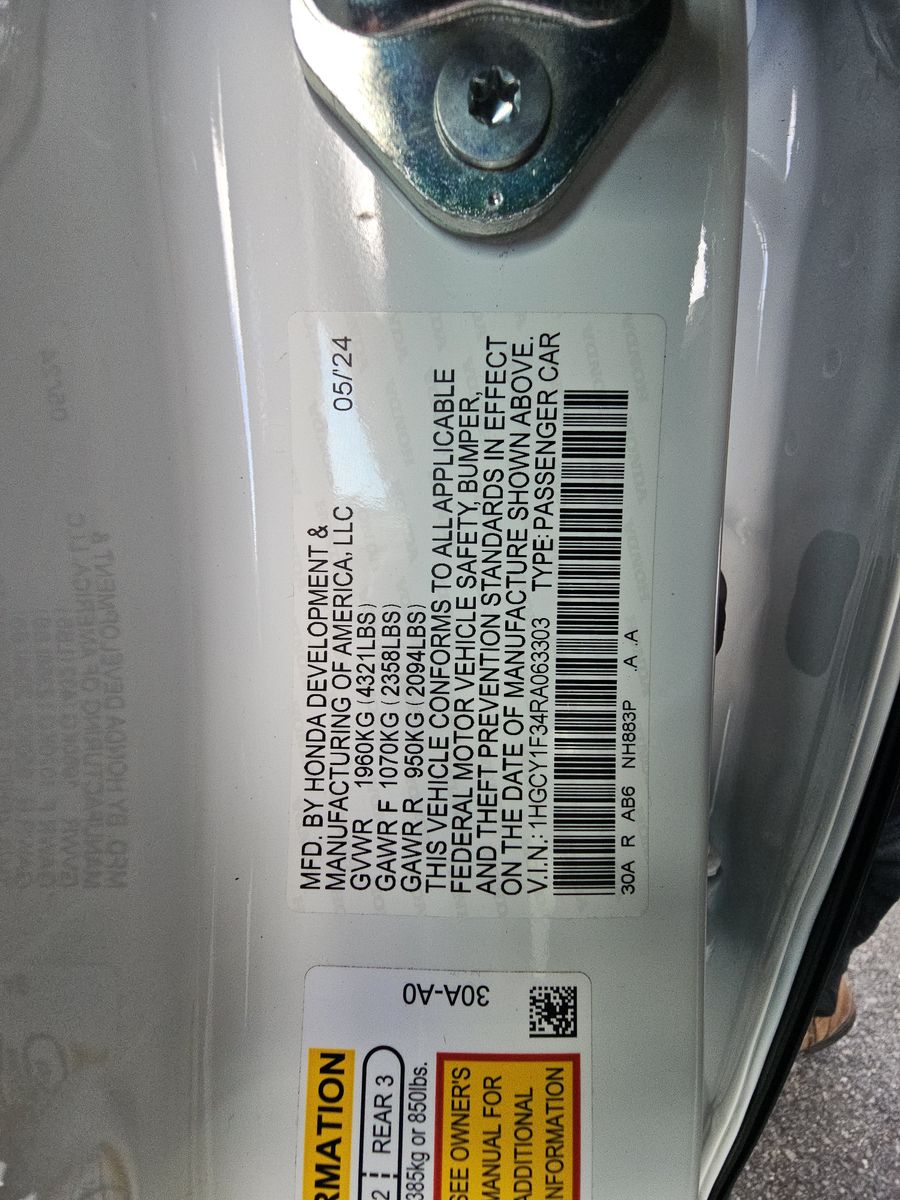 MFD. BY HONDA DEVELOPMENT &
MANUFACTURING OF AMERICA, LLC 05/'24
GVWR 1960KG (4321LBS)
GAWR F 1070KG (2358LBS)
GAWR R 950KG (2094LBS)
THIS VEHICLE CONFORMS TO ALL APPLICABLE
FEDERAL MOTOR VEHICLE SAFETY, BUMPER,
AND THEFT PREVENTION STANDARDS IN EFFECT
ON THE DATE OF MANUFACTURE SHOWN ABOVE.
V.I.N.: 1HGCY1F34RA063303 TYPE: PASSENGER CAR
30A R AB6 NH883P .A .A
30A-A0
RMATION
2 REAR 3
385kg or 850lbs.
SEE OWNER'S
MANUAL FOR
ADDITIONAL
INFORMATION